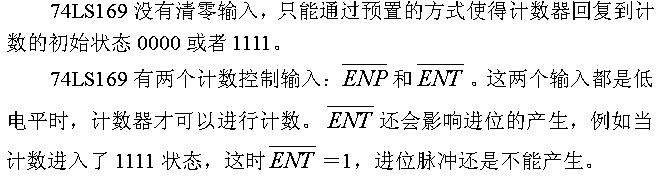 74LS169 没有清零输入，只能通过预置的方式使得计数器回复到计
数的初始状态 0000 或者 1111。
74LS169 有两个计数控制输入：$\overline{ENP}$ 和 $\overline{ENT}$ 。这两个输入都是低
电平时，计数器才可以进行计数。$\overline{ENT}$ 还会影响进位的产生，例如当
计数进入了 1111 状态，这时 $\overline{ENT}$ ＝1，进位脉冲还是不能产生。